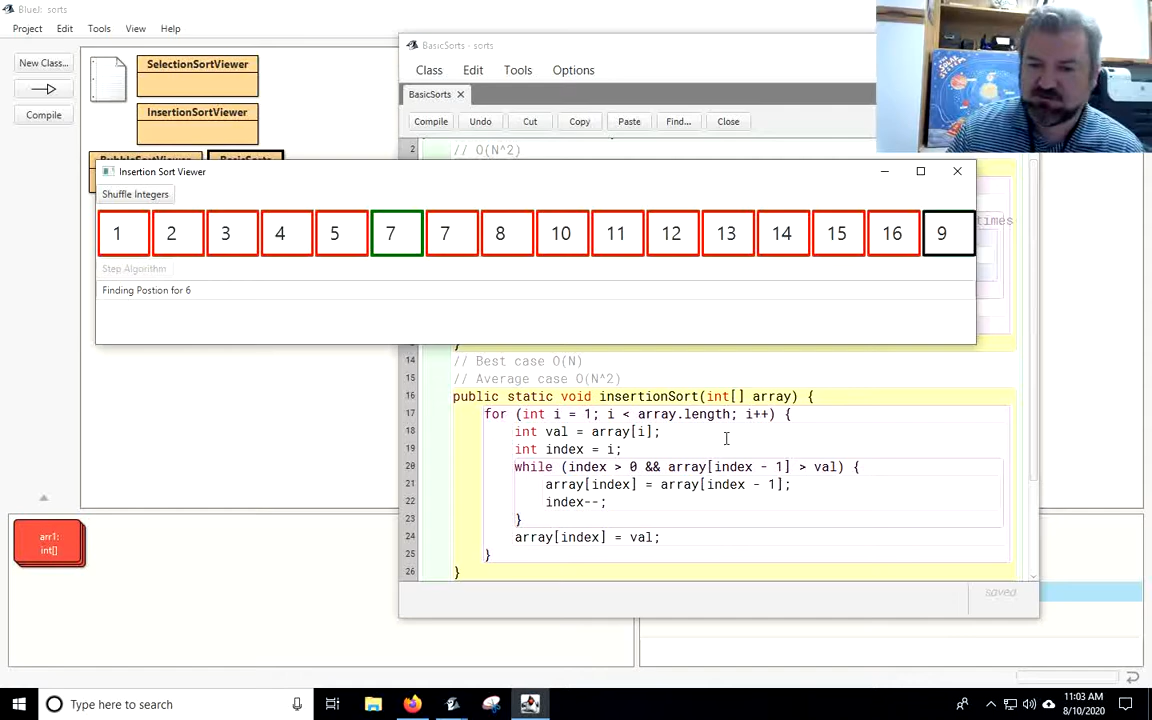 BlueJ: sorts
Project Edit Tools View Help
New Class...
Compile
SelectionSortViewer
InsertionSortViewer
BubbleSortViewer BasicSorts
BasicSorts - sorts
Class Edit Tools Options
BasicSorts
Compile Undo Cut Copy Paste Find... Close
2 // O(N^2)
times
Insertion Sort Viewer
Shuffle Integers
1 2 3 4 5 7 7 8 10 11 12 13 14 15 16 9
Step Algorithm
Finding Postion for 6
14 // Best case O(N)
15 // Average case O(N^2)
16 public static void insertionSort(int[] array) {
17 for (int i = 1; i < array.length; i++) {
18 int val = array[i];
19 int index = i;
20 while (index > 0 && array[index - 1] > val) {
21 array[index] = array[index - 1];
22 index--;
23 }
24 array[index] = val;
25 }
26 }
saved
arr1:
int[]
Type here to search
11:03 AM
8/10/2020